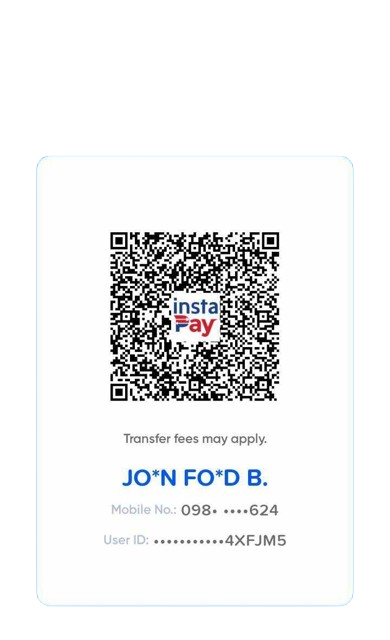 insta
Pay
Transfer fees may apply.
JO*N FO*D B.
Mobile No.: 098• ••••624
User ID: •••••••••••4XFJM5